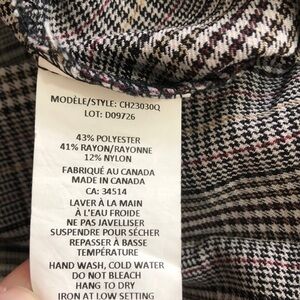 MODÈLE/STYLE: CH23030Q
LOT: D09726
43% POLYESTER
41% RAYON/RAYONNE
12% NYLON
FABRIQUÉ AU CANADA
MADE IN CANADA
CA: 34514
LAVER À LA MAIN
À L'EAU FROIDE
NE PAS JAVELLISER
SUSPENDRE POUR SÉCHER
REPASSER À BASSE
TEMPÉRATURE
HAND WASH, COLD WATER
DO NOT BLEACH
HANG TO DRY
IRON AT LOW SETTING